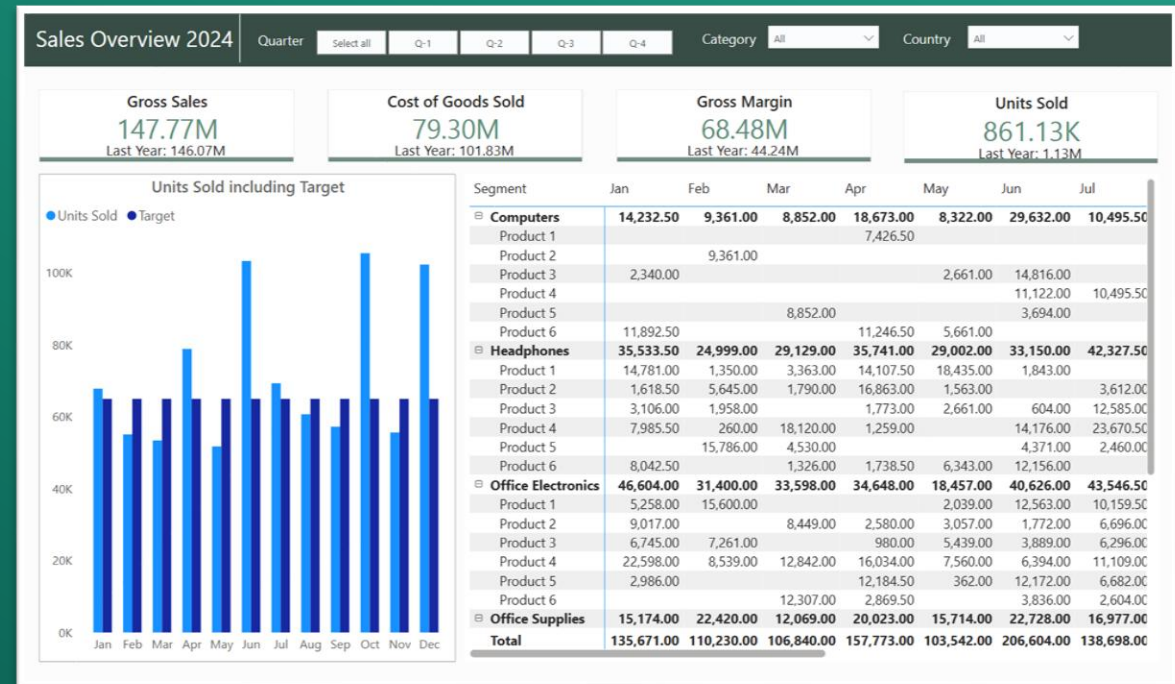 Sales Overview 2024 Quarter Select all Q-1 Q-2 Q-3 Q-4 Category All Country All
Gross Sales
147.77M
Last Year: 146.07M
Cost of Goods Sold
79.30M
Last Year: 101.83M
Gross Margin
68.48M
Last Year: 44.24M
Units Sold
861.13K
Last Year: 1.13M
Units Sold including Target
Units Sold Target
100K
80K
60K
40K
20K
0K
Jan Feb Mar Apr May Jun Jul Aug Sep Oct Nov Dec
Segment Jan Feb Mar Apr May Jun Jul
Computers 14,232.50 9,361.00 8,852.00 18,673.00 8,322.00 29,632.00 10,495.50
Product 1 7,426.50
Product 2 9,361.00
Product 3 2,340.00 2,661.00 14,816.00
Product 4 11,122.00 10,495.50
Product 5 8,852.00 3,694.00
Product 6 11,892.50 11,246.50 5,661.00
Headphones 35,533.50 24,999.00 29,129.00 35,741.00 29,002.00 33,150.00 42,327.50
Product 1 14,781.00 1,350.00 3,363.00 14,107.50 18,435.00 1,843.00
Product 2 1,618.50 5,645.00 1,790.00 16,863.00 1,563.00 3,612.00
Product 3 3,106.00 1,958.00 1,773.00 2,661.00 604.00 12,585.00
Product 4 7,985.50 260.00 18,120.00 1,259.00 14,176.00 23,670.50
Product 5 15,786.00 4,530.00 4,371.00 2,460.00
Product 6 8,042.50 1,326.00 1,738.50 6,343.00 12,156.00
Office Electronics 46,604.00 31,400.00 33,598.00 34,648.00 18,457.00 40,626.00 43,546.50
Product 1 5,258.00 15,600.00 2,039.00 12,563.00 10,159.50
Product 2 9,017.00 8,449.00 2,580.00 3,057.00 1,772.00 6,696.00
Product 3 6,745.00 7,261.00 980.00 5,439.00 3,889.00 6,296.00
Product 4 22,598.00 8,539.00 12,842.00 16,034.00 7,560.00 6,394.00 11,109.00
Product 5 2,986.00 12,184.50 362.00 12,172.00 6,682.00
Product 6 12,307.00 2,869.50 3,836.00 2,604.00
Office Supplies 15,174.00 22,420.00 12,069.00 20,023.00 15,714.00 22,728.00 16,977.00
Total 135,671.00 110,230.00 106,840.00 157,773.00 103,542.00 206,604.00 138,698.00